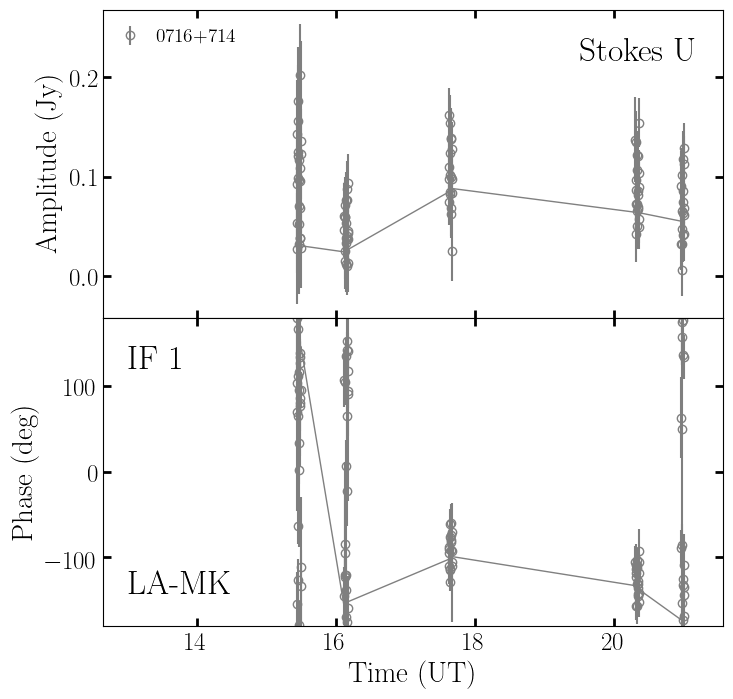 0716+714
Stokes U
0.2
0.1
0.0
Amplitude (Jy)
IF 1
100
0
−100
Phase (deg)
LA-MK
14 16 18 20
Time (UT)